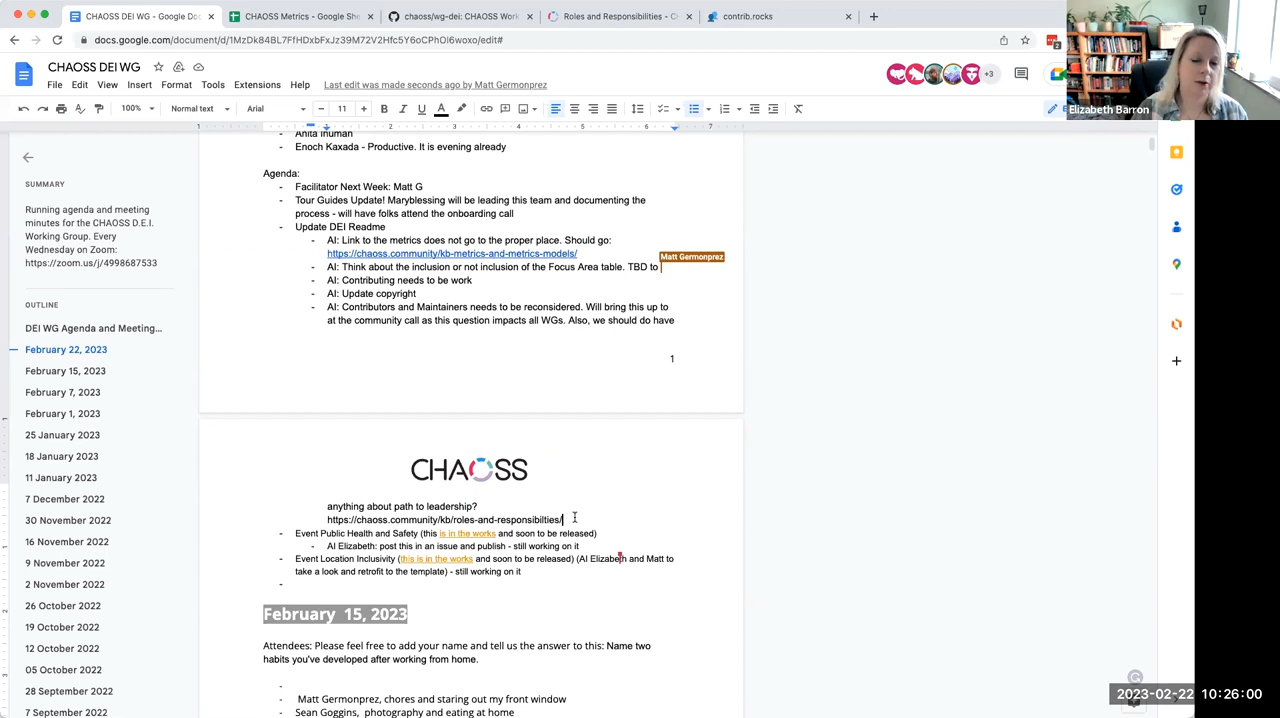 CHAOSS DEI WG - Google Doc
CHAOSS Metrics - Google She
chaoss/wg-dei: CHAOSS Work
Roles and Responsibilities - CH
contrib.rocks
CHAOSS DEI WG
File Edit View Insert Format Tools Extensions Help Last edit was made seconds ago by Matt Germonprez
+3
100% Normal text Arial 11
Elizabeth Barron
SUMMARY
Running agenda and meeting
minutes for the CHAOSS D.E.I.
Working Group. Every
Wednesday on Zoom:
https://zoom.us/j/4998687533
OUTLINE
DEI WG Agenda and Meeting...
February 22, 2023
February 15, 2023
February 7, 2023
February 1, 2023
25 January 2023
18 January 2023
11 January 2023
7 December 2022
30 November 2022
16 November 2022
9 November 2022
2 November 2022
26 October 2022
19 October 2022
12 October 2022
05 October 2022
28 September 2022
7 September 2022
- Anita Ihuman
- Enoch Kaxada - Productive. It is evening already
Agenda:
- Facilitator Next Week: Matt G
- Tour Guides Update! Maryblessing will be leading this team and documenting the
process - will have folks attend the onboarding call
- Update DEI Readme
- AI: Link to the metrics does not go to the proper place. Should go:
https://chaoss.community/kb-metrics-and-metrics-models/
Matt Germonprez
- AI: Think about the inclusion or not inclusion of the Focus Area table. TBD to
- AI: Contributing needs to be work
- AI: Update copyright
- AI: Contributors and Maintainers needs to be reconsidered. Will bring this up to
at the community call as this question impacts all WGs. Also, we should do have
1
CHAOSS
anything about path to leadership?
https://chaoss.community/kb/roles-and-responsibilties/
- Event Public Health and Safety (this is in the works and soon to be released)
- AI Elizabeth: post this in an issue and publish - still working on it
- Event Location Inclusivity (this is in the works and soon to be released) (AI Elizabeth and Matt to
take a look and retrofit to the template) - still working on it
-
February 15, 2023
Attendees: Please feel free to add your name and tell us the answer to this: Name two
habits you've developed after working from home.
-
- Matt Germonprez, chores and staring out my front window
- Sean Goggins, photography and eating at home
2023-02-22 10:26:00